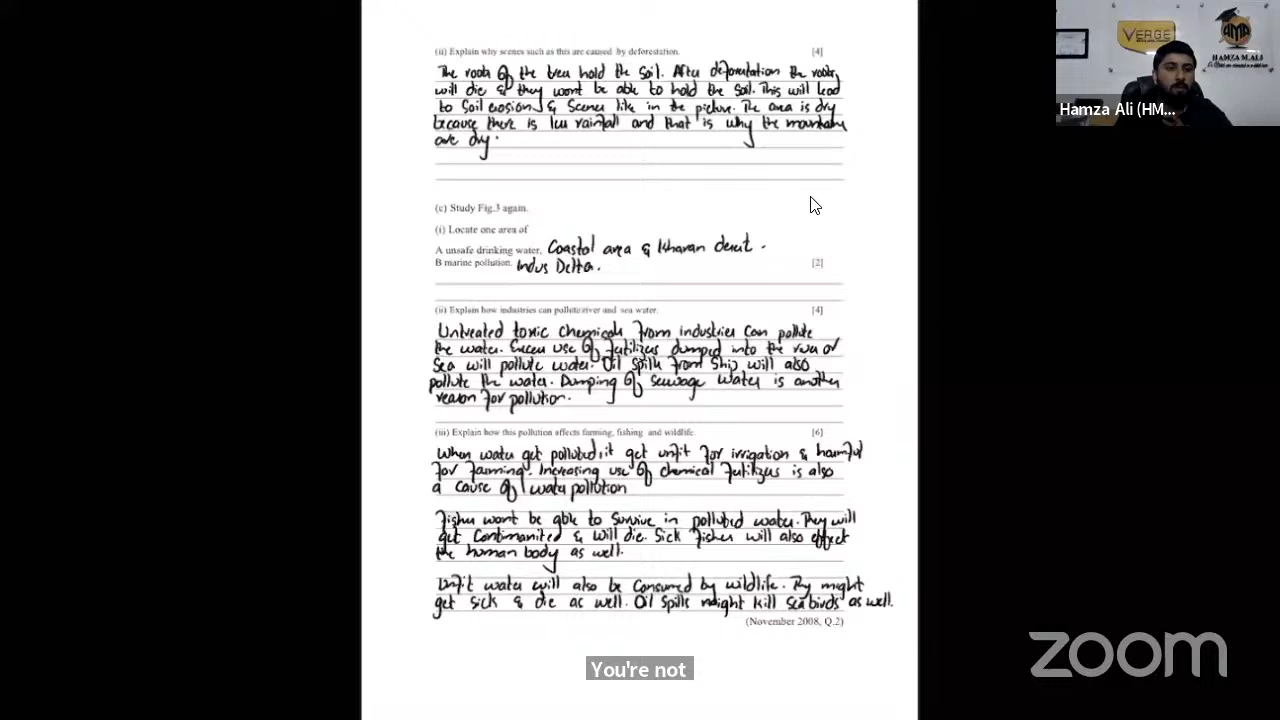 (ii) Explain why scenes such as this are caused by deforestation. [4]
The roots of the trees hold the soil. After deforestation the roots
will die & they wont be able to hold the soil. This will lead
to soil erosion & scenes like in the picture. The area is dry
because there is less rainfall and that is why the mountains
are dry.
(c) Study Fig.3 again.
(i) Locate one area of
A unsafe drinking water, Coastal area & Kharan desert.
B marine pollution. Indus Delta. [2]
(ii) Explain how industries can pollute river and sea water. [4]
Untreated toxic chemicals from industries can pollute
the water. Excess use of fertilizers dumped into the river or
sea will pollute water. Oil spills from ship will also
pollute the water. Dumping of sewage water is another
reason for pollution.
(iii) Explain how this pollution affects farming, fishing and wildlife. [6]
When water get polluted, it get unfit for irrigation & harmful
for farming. Increasing use of chemical fertilizers is also
a cause of water pollution
Fishes wont be able to survive in polluted water. They will
get & will die. Sick fishes will also effect
the human body as well.
Unfit water will also be consumed by wildlife. They might
get sick & die as well. Oil spills might kill sea birds as well.
(November 2008, Q.2)
VERGE
AMA
HAMZA M.ALI
Hamza Ali (HM...
You're not
zoom